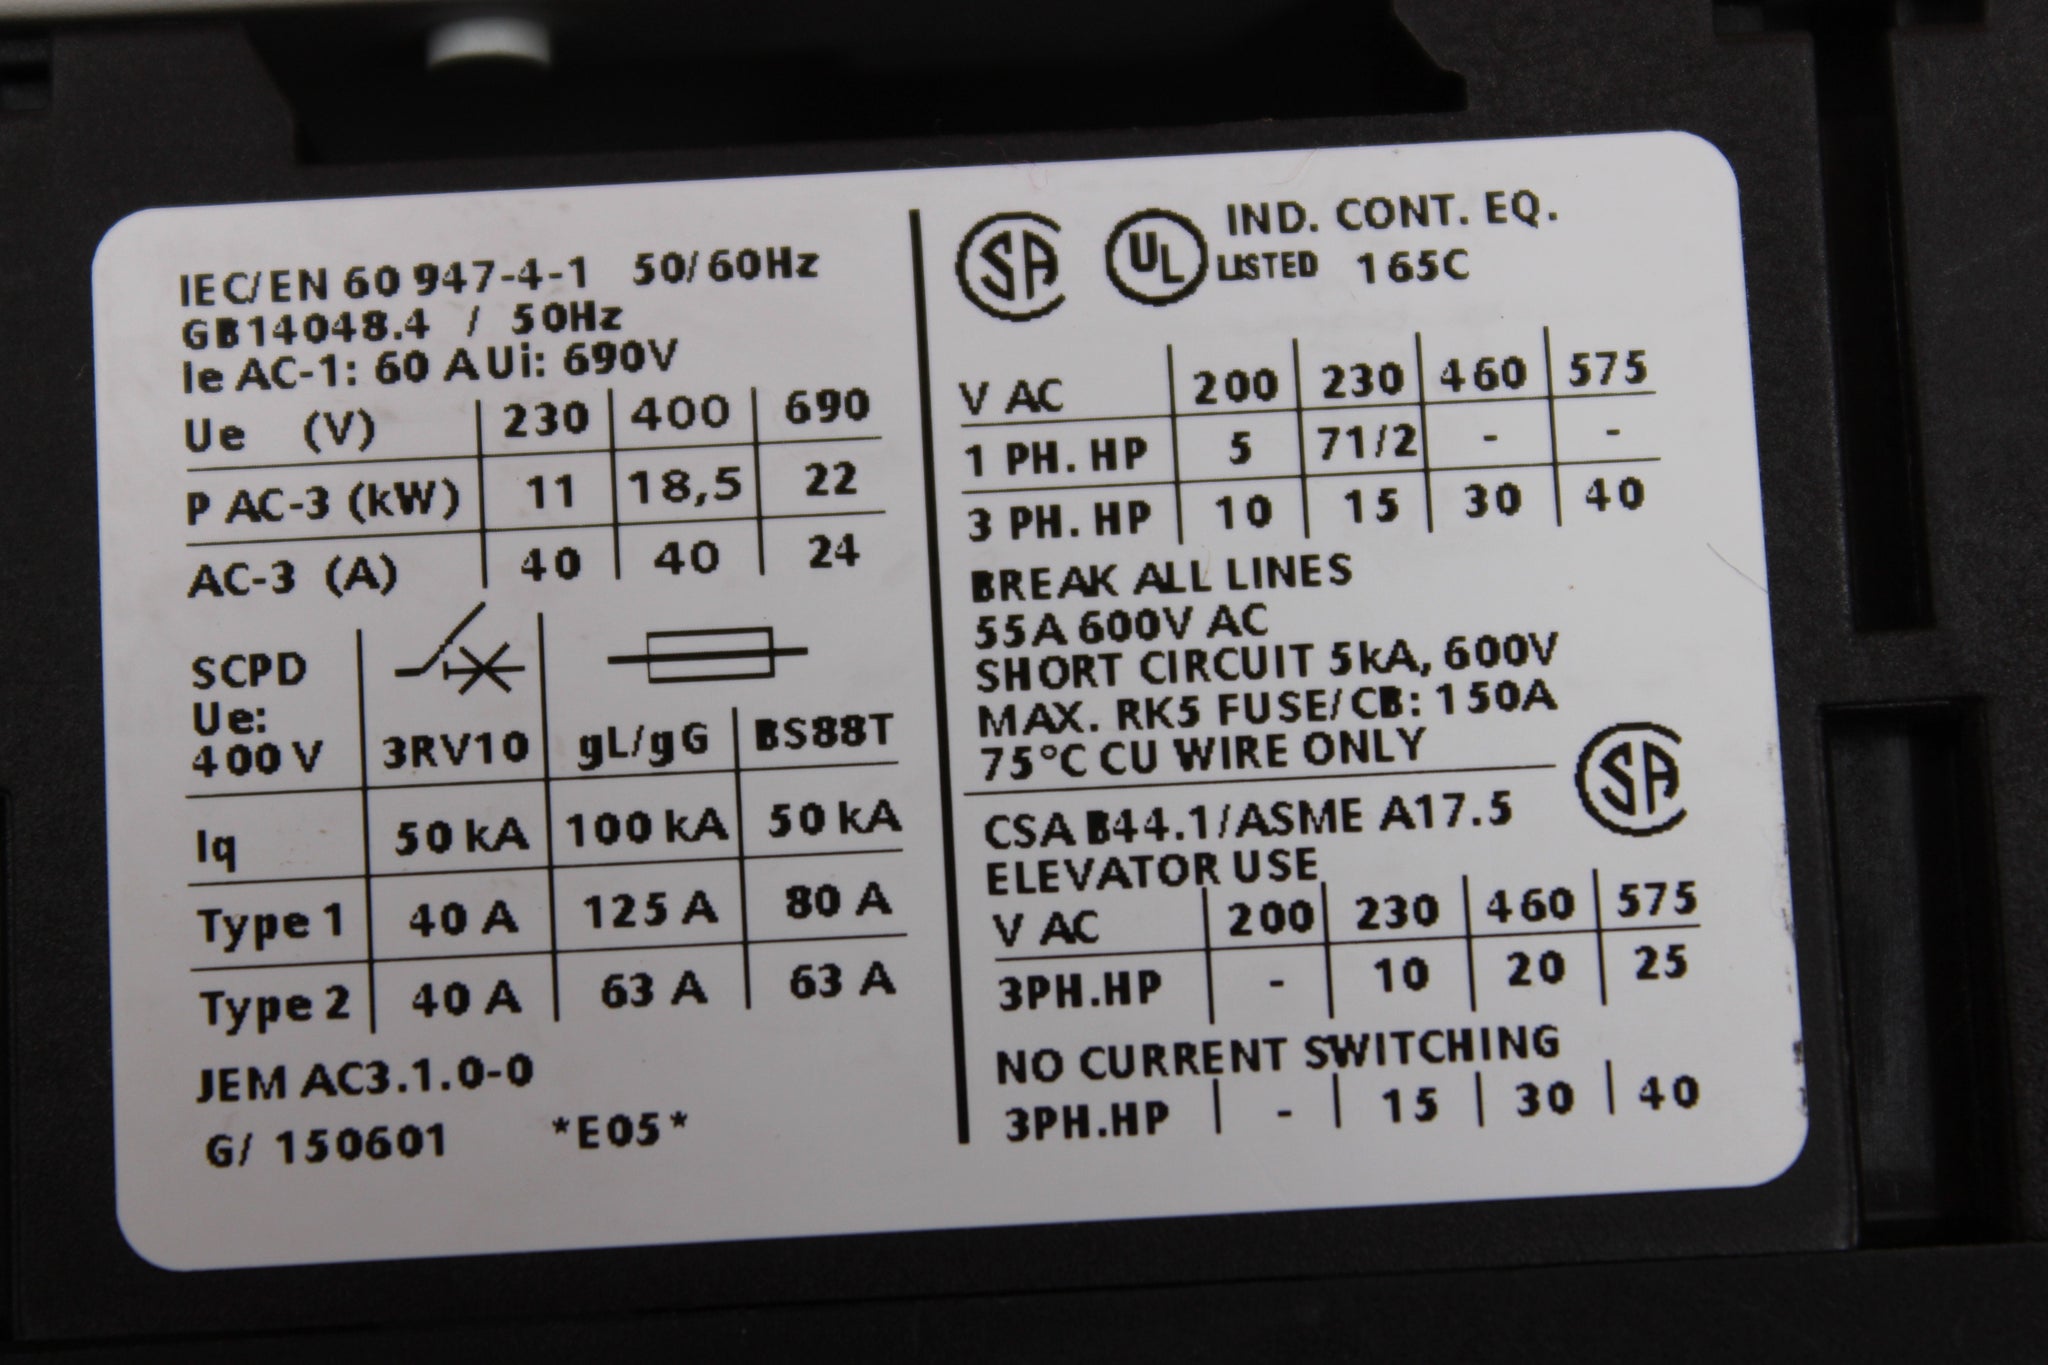 IEC/EN 60 947-4-1 50/60Hz
GB14048.4 / 50Hz
Ie AC-1: 60 A Ui: 690V
Ue (V) 230 400 690
P AC-3 (kW) 11 18,5 22
AC-3 (A) 40 40 24
SCPD
Ue:
400 V 3RV10 gL/gG BS88T
Iq 50 kA 100 kA 50 kA
Type 1 40 A 125 A 80 A
Type 2 40 A 63 A 63 A
JEM AC3.1.0-0
G/ 150601 *E05*
SA UL IND. CONT. EQ.
LISTED 165C
V AC 200 230 460 575
1 PH. HP 5 71/2 - -
3 PH. HP 10 15 30 40
BREAK ALL LINES
55A 600V AC
SHORT CIRCUIT 5kA, 600V
MAX. RK5 FUSE/CB: 150A
75°C CU WIRE ONLY
SA
CSA B44.1/ASME A17.5
ELEVATOR USE
V AC 200 230 460 575
3PH.HP - 10 20 25
NO CURRENT SWITCHING
3PH.HP - 15 30 40